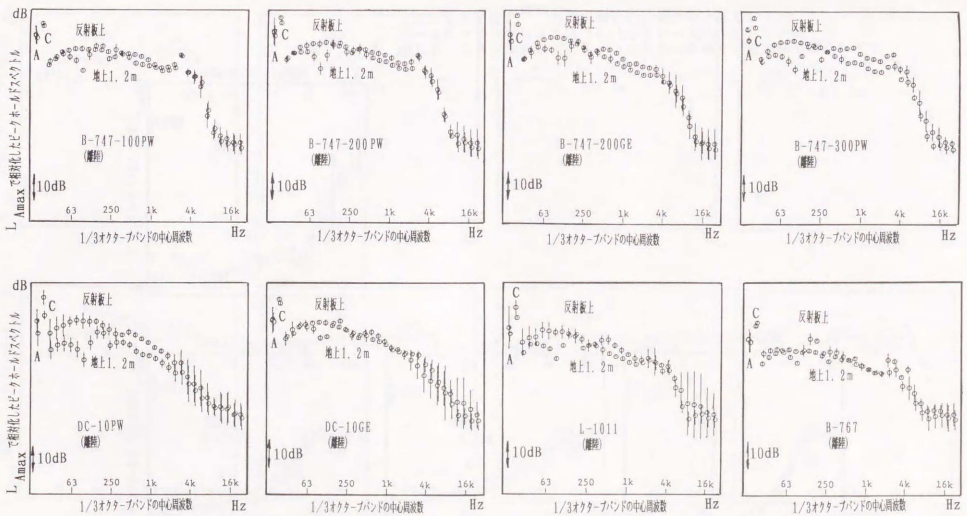 dB
L Amax で相対化したピークホールドスペクトル
C
A
反射板上
地上1.2m
B-747-100PW
(離陸)
10dB
63 250 1k 4k 16k
1/3オクターブバンドの中心周波数 Hz
C
A
反射板上
地上1.2m
B-747-200PW
(離陸)
10dB
63 250 1k 4k 16k
1/3オクターブバンドの中心周波数 Hz
C
A
反射板上
地上1.2m
B-747-200GE
(離陸)
10dB
63 250 1k 4k 16k
1/3オクターブバンドの中心周波数 Hz
C
A
反射板上
地上1.2m
B-747-300PW
(離陸)
10dB
63 250 1k 4k 16k
1/3オクターブバンドの中心周波数 Hz
dB
L Amax で相対化したピークホールドスペクトル
C
A
反射板上
地上1.2m
DC-10PW
(離陸)
10dB
63 250 1k 4k 16k
1/3オクターブバンドの中心周波数 Hz
C
A
反射板上
地上1.2m
DC-10GE
(離陸)
10dB
63 250 1k 4k 16k
1/3オクターブバンドの中心周波数 Hz
C
A
反射板上
地上1.2m
L-1011
(離陸)
10dB
63 250 1k 4k 16k
1/3オクターブバンドの中心周波数 Hz
C
A
反射板上
地上1.2m
B-767
(離陸)
10dB
63 250 1k 4k 16k
1/3オクターブバンドの中心周波数 Hz